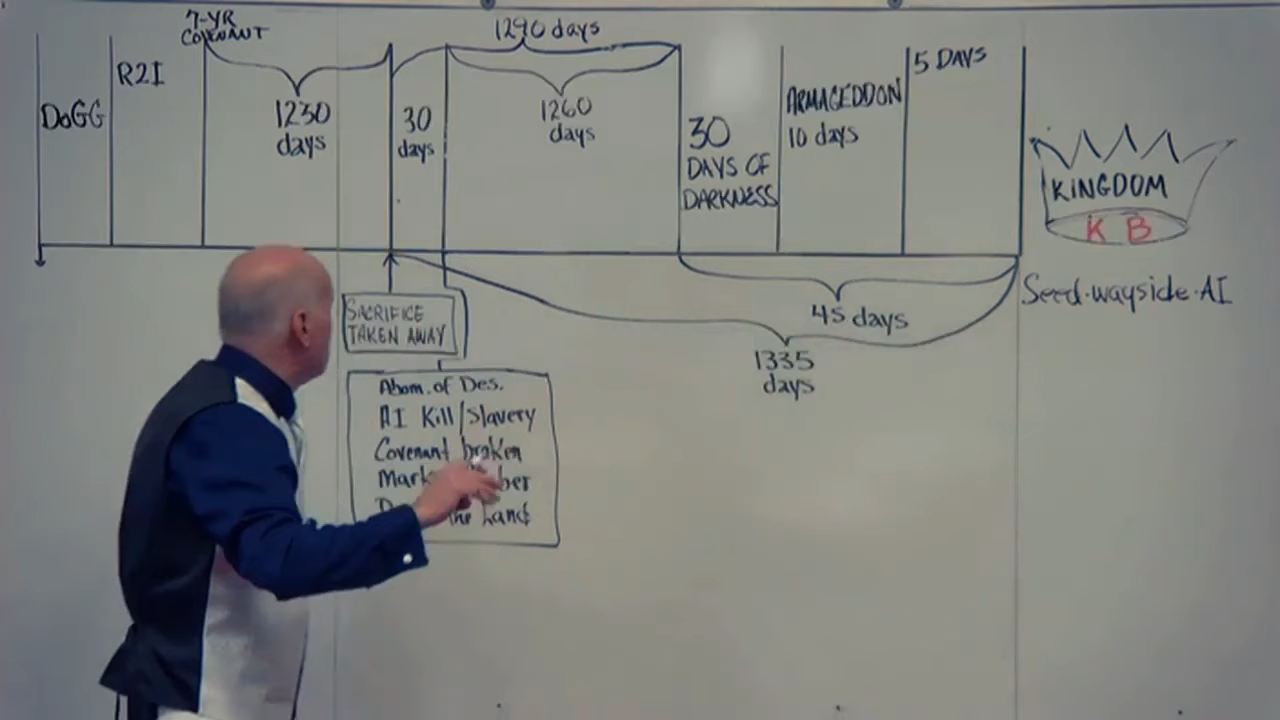 7-YR
COVENANT
1290 days
DOGG
R2I
1230
days
30
days
1260
days
30
DAYS OF
DARKNESS
ARMAGEDDON
10 days
5 DAYS
KINGDOM
K B
SACRIFICE
TAKEN AWAY
45 days
Seed-wayside-AI
1335
days
Abom. of Des.
AI Kill/Slavery
Covenant broken
Mark
the Land